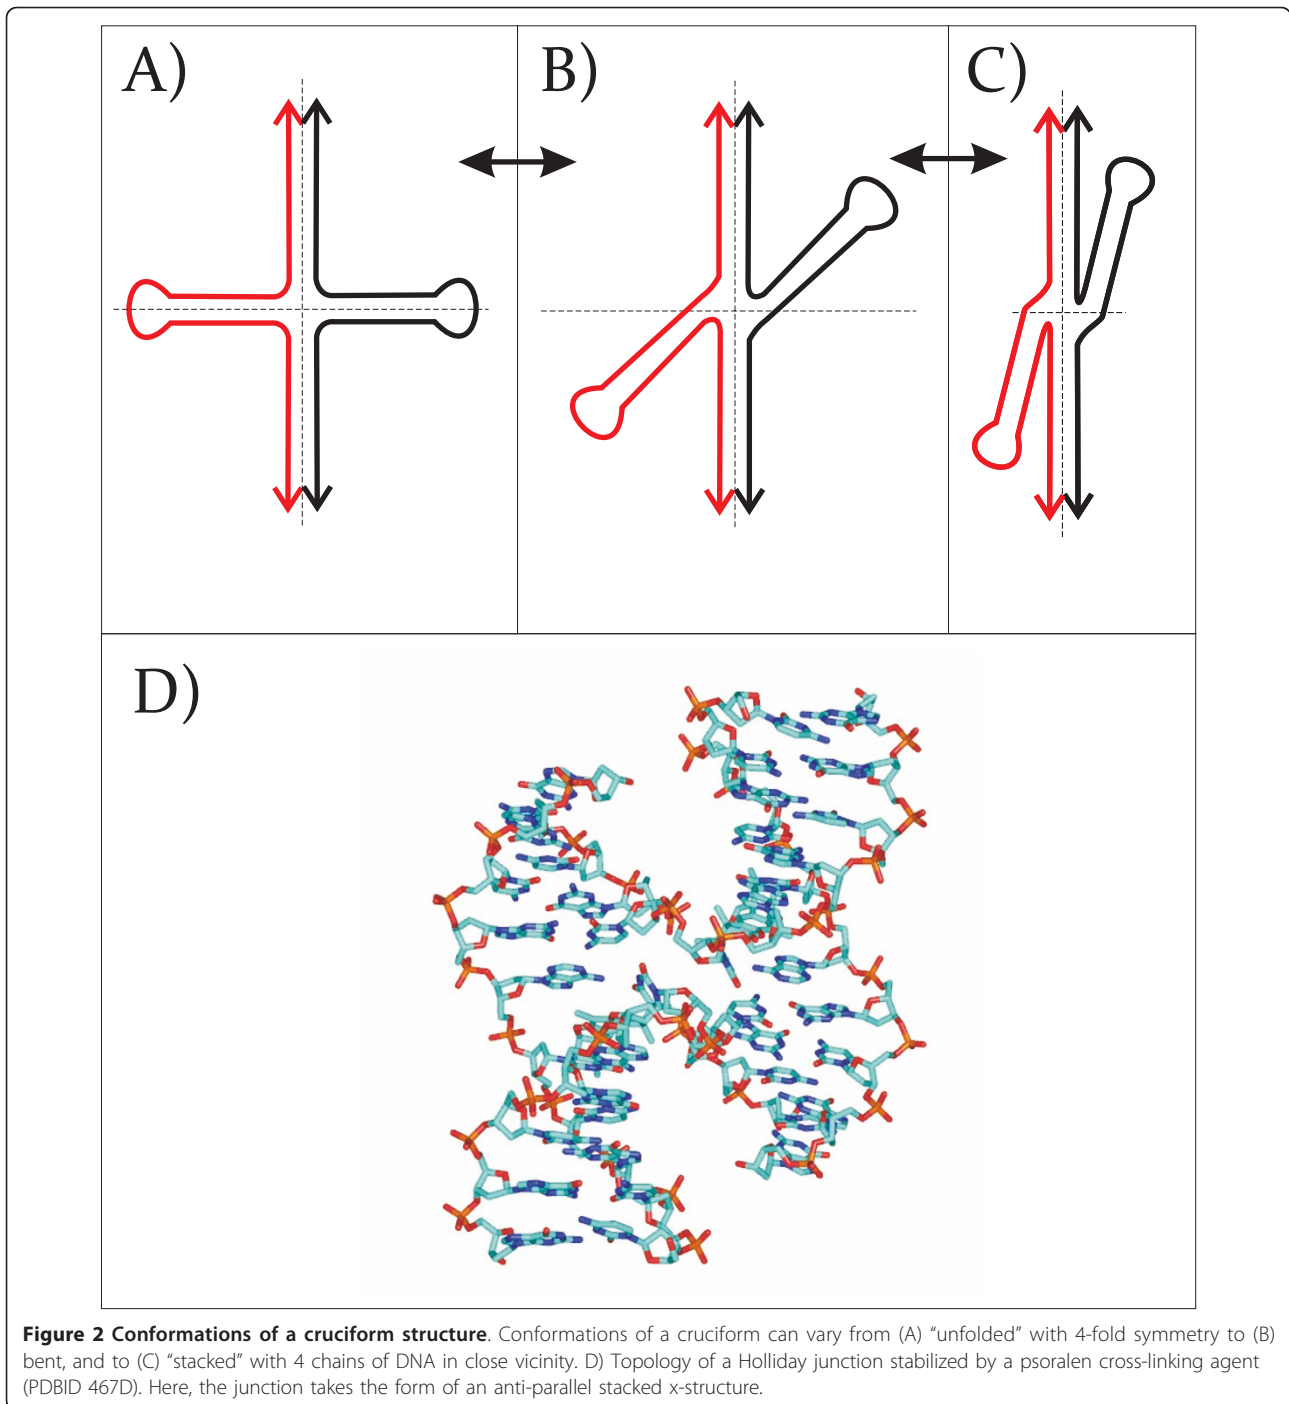 A)
B)
C)
D)
Figure 2 Conformations of a cruciform structure. Conformations of a cruciform can vary from (A) “unfolded” with 4-fold symmetry to (B)
bent, and to (C) “stacked” with 4 chains of DNA in close vicinity. D) Topology of a Holliday junction stabilized by a psoralen cross-linking agent
(PDBID 467D). Here, the junction takes the form of an anti-parallel stacked x-structure.